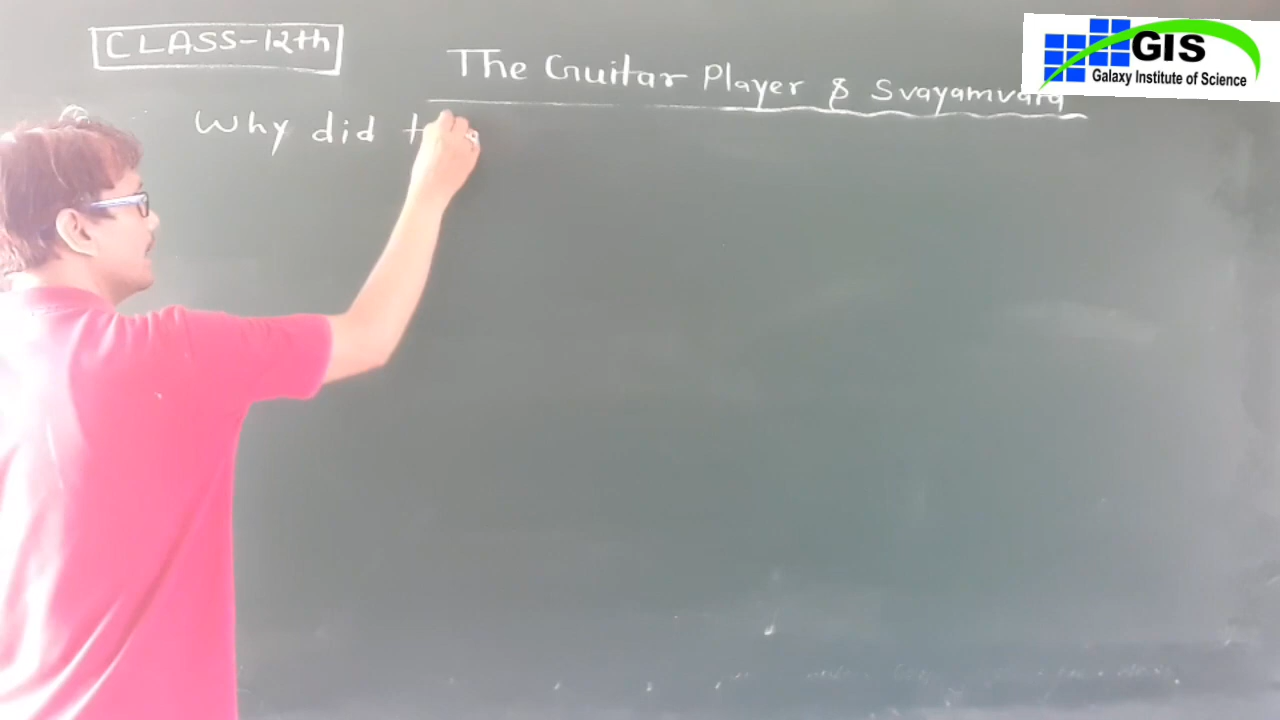 CLASS-12th
GIS
Galaxy Institute of Science
The Guitar Player & Svayamvara
Why did